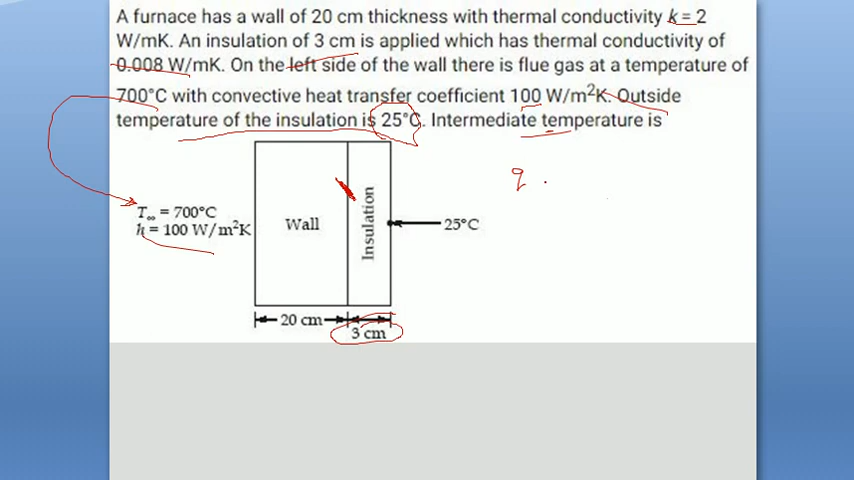 A furnace has a wall of 20 cm thickness with thermal conductivity k = 2
W/mK. An insulation of 3 cm is applied which has thermal conductivity of
0.008 W/mK. On the left side of the wall there is flue gas at a temperature of
700°C with convective heat transfer coefficient 100 W/m²K. Outside
temperature of the insulation is 25°C. Intermediate temperature is
q .
T∞ = 700°C
h = 100 W/m²K
Wall
Insulation
25°C
20 cm
3 cm